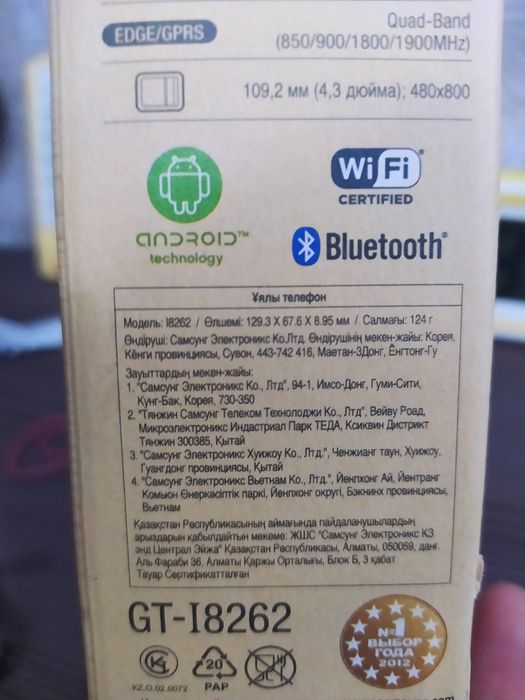 EDGE/GPRS
Quad-Band
(850/900/1800/1900MHz)
109,2 мм (4,3 дюйма); 480x800
ANDROID™
technology
Wi Fi®
CERTIFIED
Bluetooth®
Ұялы телефон
Модель: I8262 / Өлшемі: 129.3 X 67.6 X 8.95 мм / Салмағы: 124 г
Өндіруші: Самсунг Электроникс Ко.Лтд. Өндірушінің мекен-жайы: Корея,
Кёнги провинциясы, Сувон, 443-742 416, Маетан-3Донг, Ёнгтонг-Гу
Зауыттардың мекен-жайы:
1. "Самсунг Электроникс Ко., Лтд", 94-1, Имсо-Донг, Гуми-Сити,
Кунг-Бак, Корея, 730-350
2. "Тянжин Самсунг Телеком Технолоджи Ко., Лтд", Вейву Роад,
Микроэлектроникс Индастриал Парк ТЕДА, Ксиквин Дистрикт
Тянжин 300385, Қытай
3. "Самсунг Электроникс Хуижоу Ко., Лтд.", Ченжианг таун, Хуижоу,
Гуангдонг провинциясы, Қытай
4. "Самсунг Электроникс Вьетнам Ко., Лтд.", Йенпхонг Ай, Йентранг
Комьюн Өнеркәсіптік паркі, Йенпхонг округі, Бэкнинх провинциясы,
Вьетнам
Қазақстан Республикасының аймағында пайдаланушылардың
арыздарын қабылдайтын мекеме: ЖШС "Самсунг Электроникс КЗ
энд Централ Эйжа" Қазақстан Республикасы, Алматы, 050059, даңғ.
Аль Фараби 36, Алматы Қаржы Орталығы, Блок Б, 3 қабат
Тауар Сертификатталған
GT-I8262
№1
ВЫБОР
ГОДА
2012
KZ.O.02.0072
20
PAP